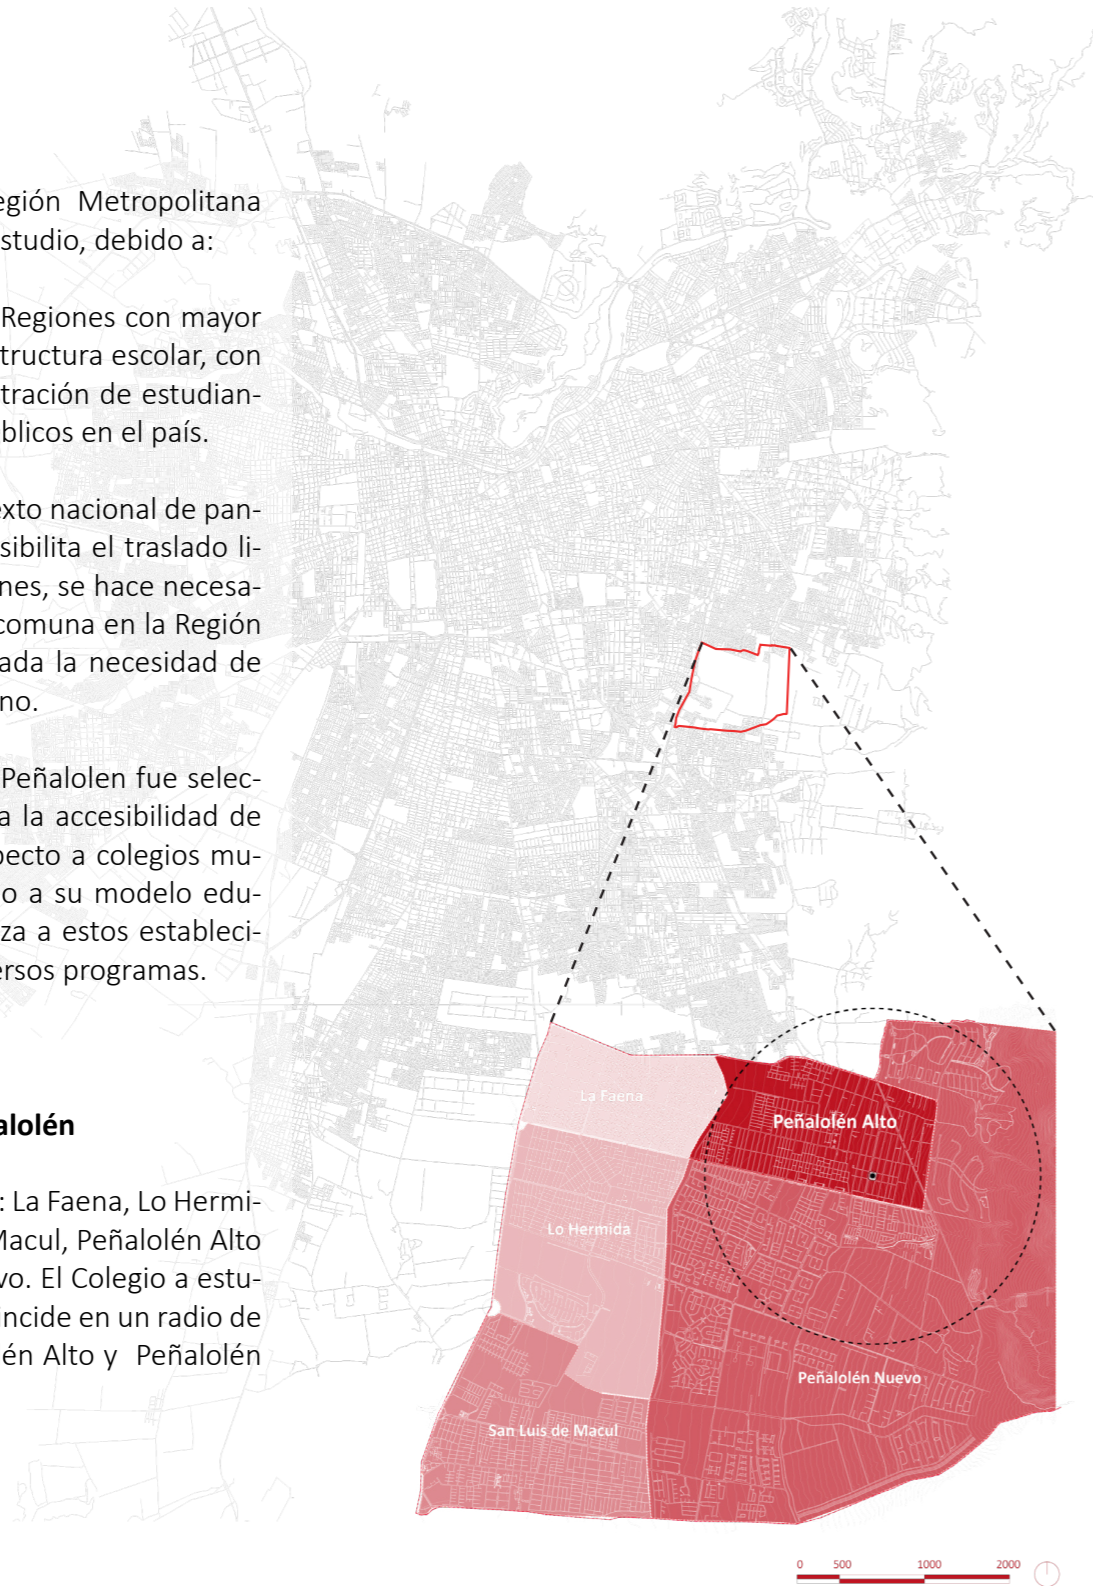 egión Metropolitana
studio, debido a:
Regiones con mayor
structura escolar, con
tración de estudian-
blicos en el país.
exto nacional de pan-
sibilita el traslado li-
nes, se hace necesa-
comuna en la Región
ada la necesidad de
no.
Peñalolen fue selec-
a la accesibilidad de
pecto a colegios mu-
o a su modelo edu-
za a estos estableci-
ersos programas.
alolén
: La Faena, Lo Hermi-
Macul, Peñalolén Alto
vo. El Colegio a estu-
incide en un radio de
én Alto y Peñalolén
La Faena
Peñalolén Alto
Lo Hermida
Peñalolén Nuevo
San Luis de Macul
0 500 1000 2000